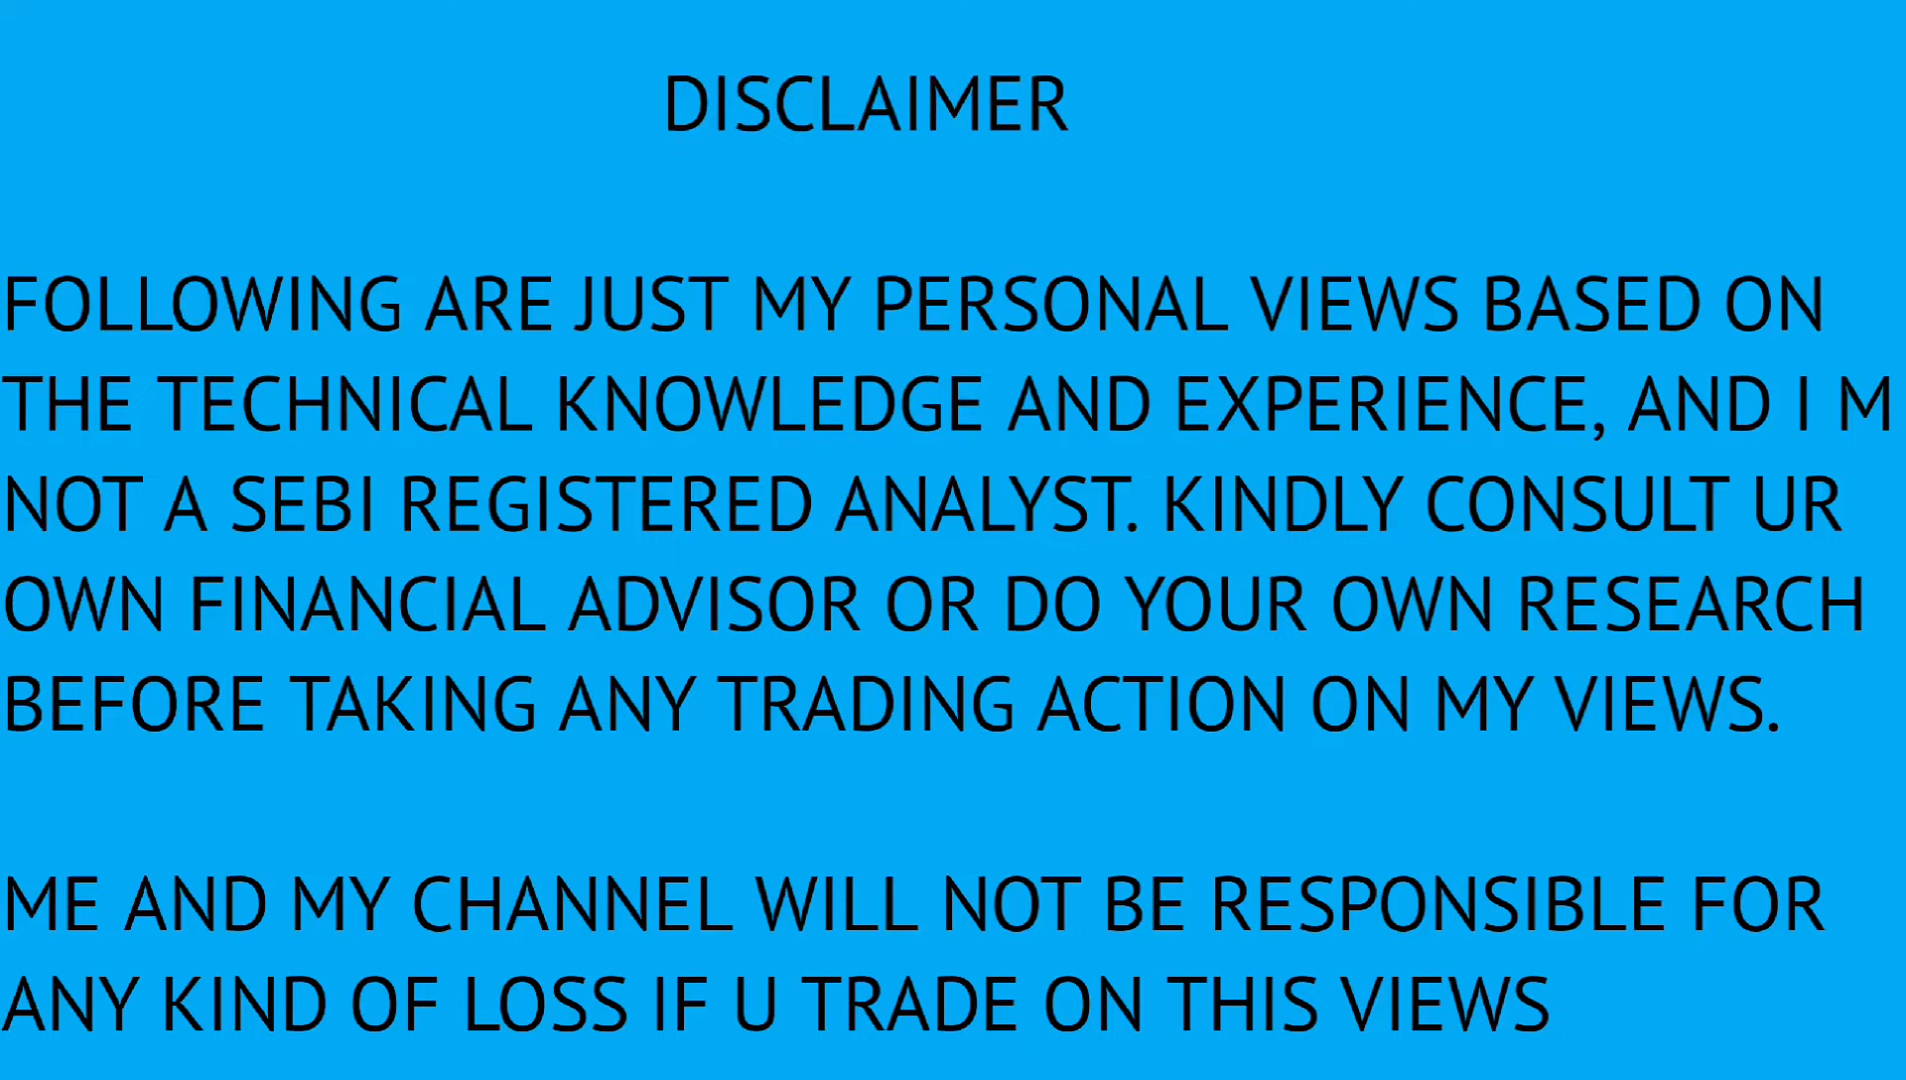 DISCLAIMER
FOLLOWING ARE JUST MY PERSONAL VIEWS BASED ON
THE TECHNICAL KNOWLEDGE AND EXPERIENCE, AND I M
NOT A SEBI REGISTERED ANALYST. KINDLY CONSULT UR
OWN FINANCIAL ADVISOR OR DO YOUR OWN RESEARCH
BEFORE TAKING ANY TRADING ACTION ON MY VIEWS.
ME AND MY CHANNEL WILL NOT BE RESPONSIBLE FOR
ANY KIND OF LOSS IF U TRADE ON THIS VIEWS